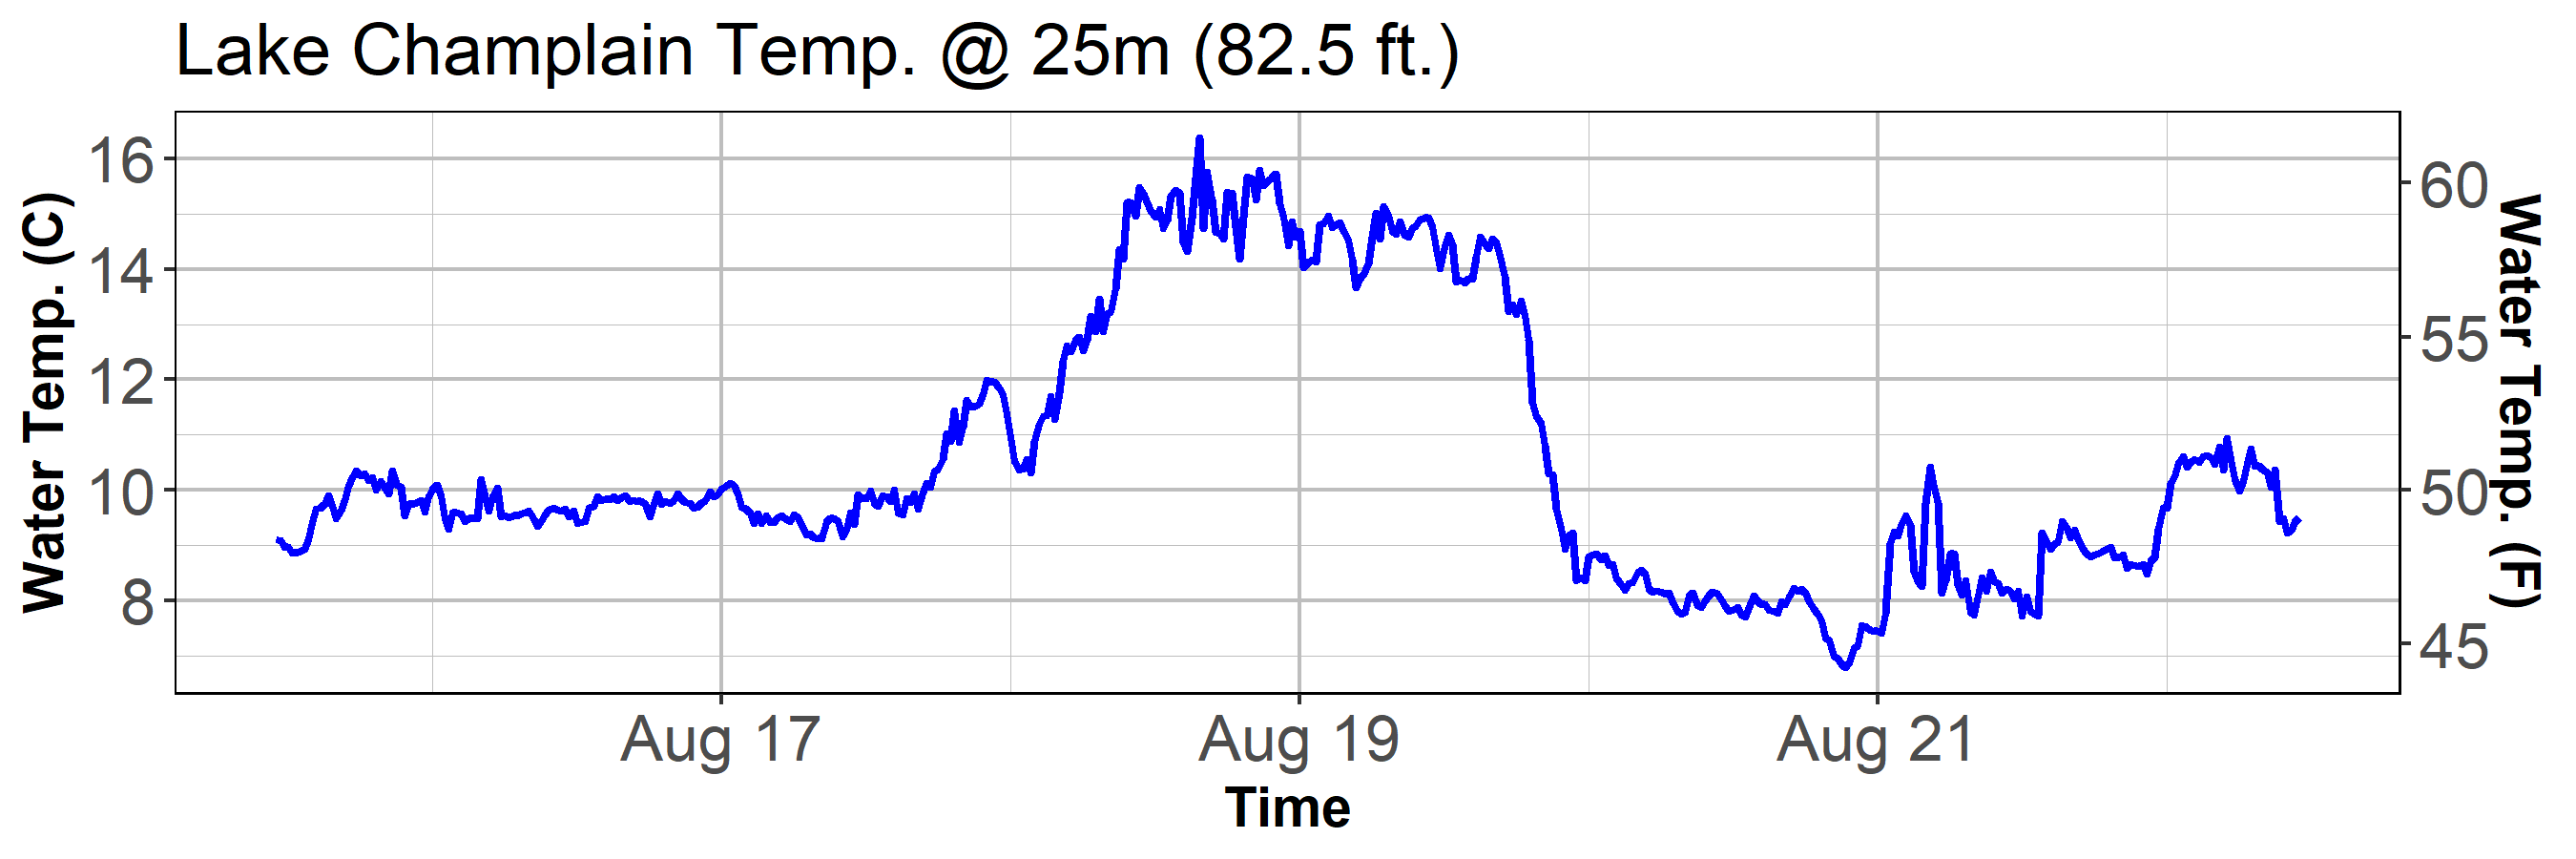 Lake Champlain Temp. @ 25m (82.5 ft.)
Water Temp. (C)
16
14
12
10
8
60
55
50
45
Water Temp. (F)
Aug 17 Aug 19 Aug 21
Time